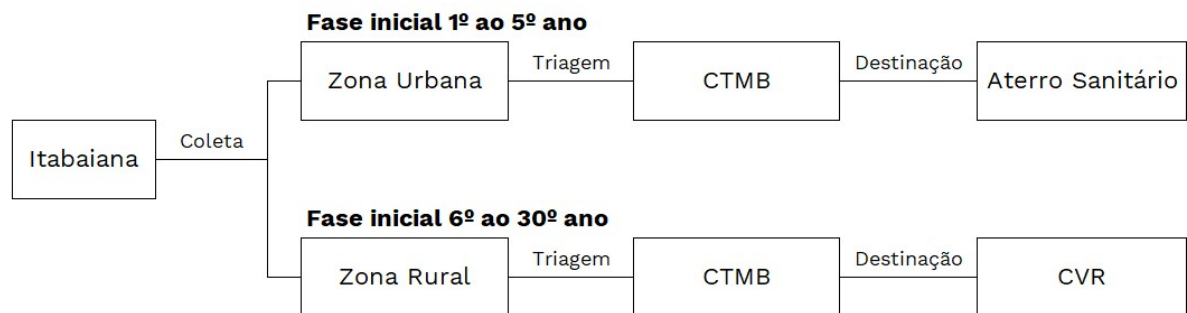 Fase inicial 1º ao 5º ano
Zona Urbana
Triagem
CTMB
Destinação
Aterro Sanitário
Itabaiana
Coleta
Fase inicial 6º ao 30º ano
Zona Rural
Triagem
CTMB
Destinação
CVR